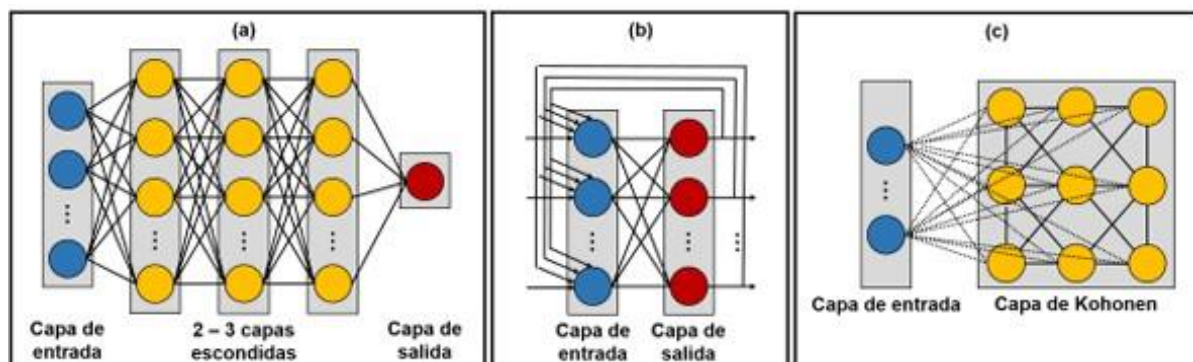 (a)
Capa de
entrada
2 – 3 capas
escondidas
Capa de
salida
(b)
Capa de
entrada
Capa de
salida
(c)
Capa de entrada
Capa de Kohonen